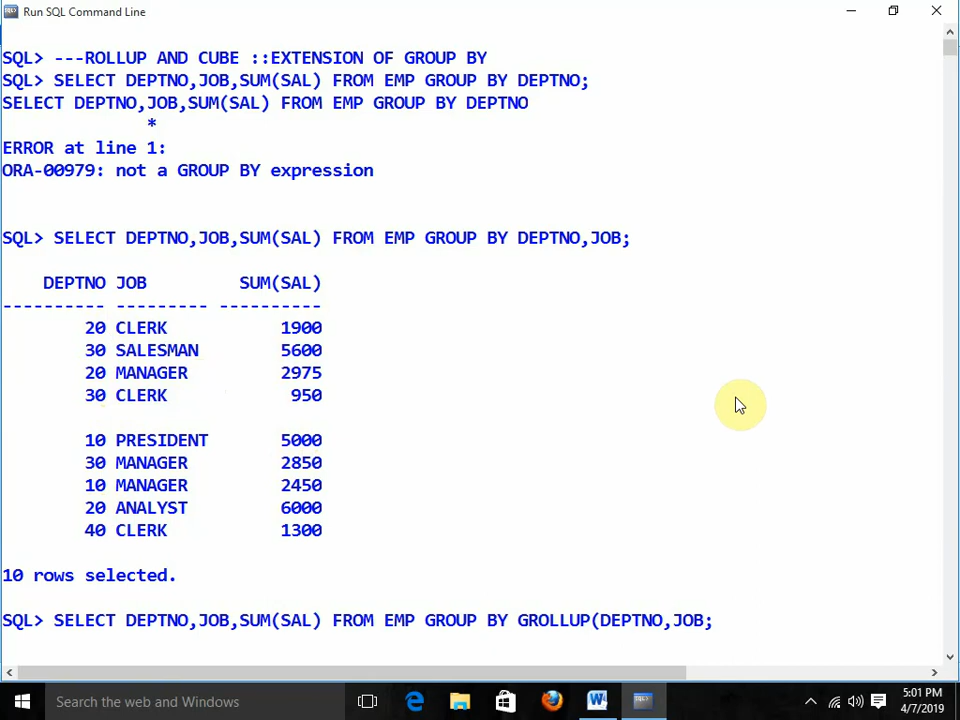 Run SQL Command Line
SQL> ---ROLLUP AND CUBE ::EXTENSION OF GROUP BY
SQL> SELECT DEPTNO,JOB,SUM(SAL) FROM EMP GROUP BY DEPTNO;
SELECT DEPTNO,JOB,SUM(SAL) FROM EMP GROUP BY DEPTNO
*
ERROR at line 1:
ORA-00979: not a GROUP BY expression
SQL> SELECT DEPTNO,JOB,SUM(SAL) FROM EMP GROUP BY DEPTNO,JOB;
DEPTNO JOB SUM(SAL)
---------- --------- ----------
20 CLERK 1900
30 SALESMAN 5600
20 MANAGER 2975
30 CLERK 950
10 PRESIDENT 5000
30 MANAGER 2850
10 MANAGER 2450
20 ANALYST 6000
40 CLERK 1300
10 rows selected.
SQL> SELECT DEPTNO,JOB,SUM(SAL) FROM EMP GROUP BY GROLLUP(DEPTNO,JOB;
Search the web and Windows
5:01 PM
4/7/2019